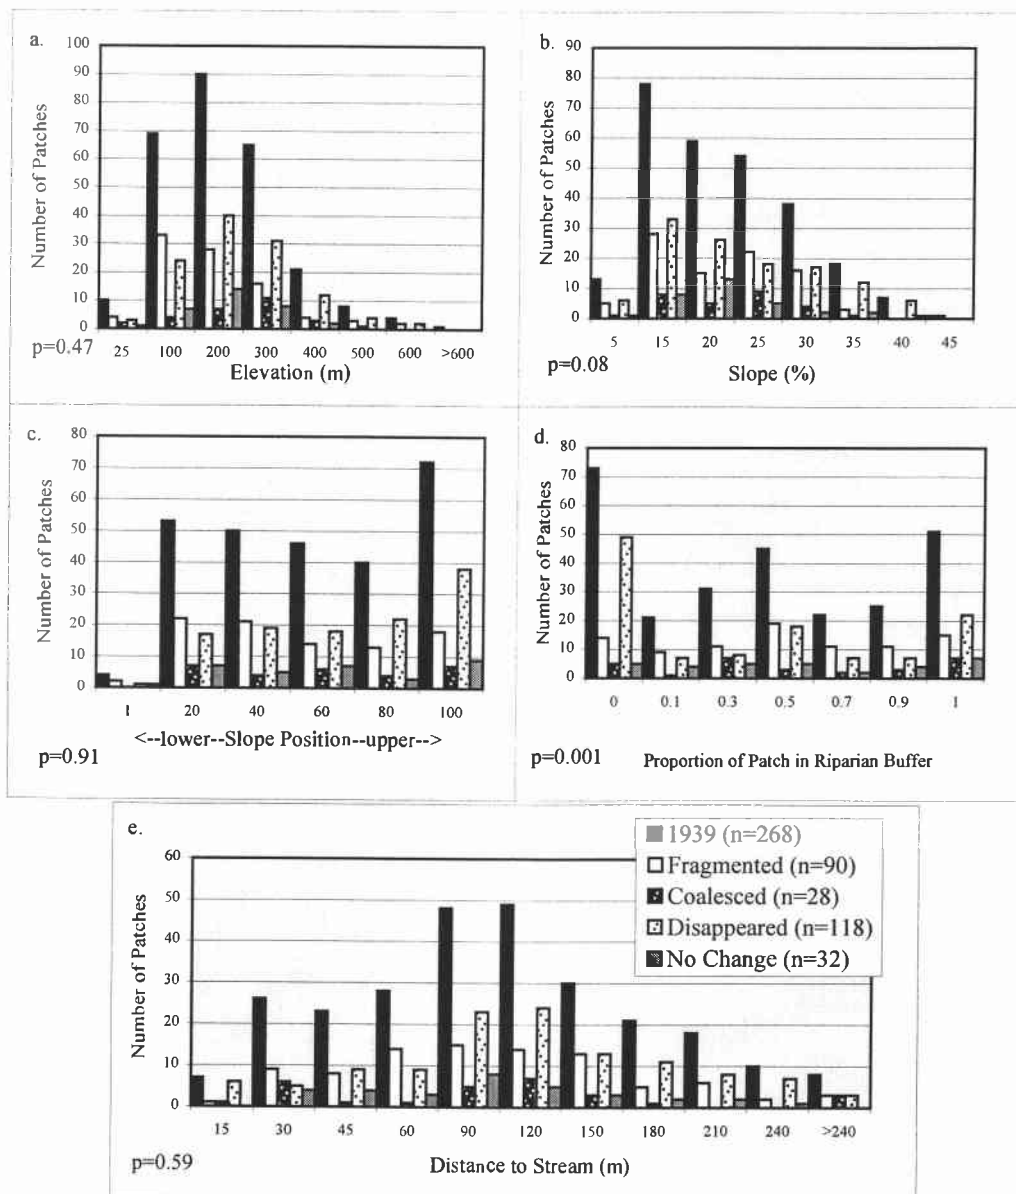 a.
100
90
80
70
60
50
40
30
20
10
0
Number of Patches
25 100 200 300 400 500 600 >600
Elevation (m)
p=0.47
b.
90
80
70
60
50
40
30
20
10
0
Number of Patches
5 15 20 25 30 35 40 45
Slope (%)
p=0.08
c.
80
70
60
50
40
30
20
10
0
Number of Patches
1 20 40 60 80 100
<--lower--Slope Position--upper-->
p=0.91
d.
80
70
60
50
40
30
20
10
0
Number of Patches
0 0.1 0.3 0.5 0.7 0.9 1
p=0.001 Proportion of Patch in Riparian Buffer
e.
60
50
40
30
20
10
0
Number of Patches
1939 (n=268)
Fragmented (n=90)
Coalesced (n=28)
Disappeared (n=118)
No Change (n=32)
15 30 45 60 90 120 150 180 210 240 >240
p=0.59 Distance to Stream (m)